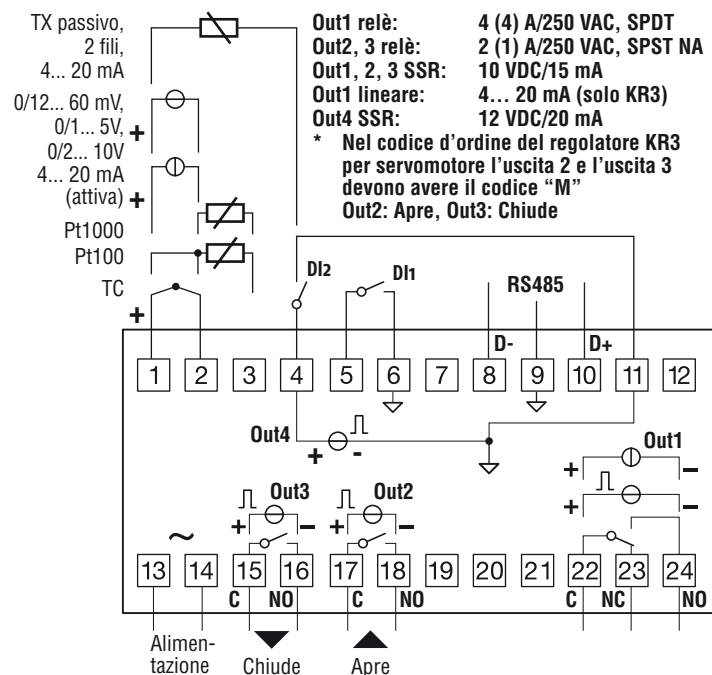 TX passivo,
2 fili,
4... 20 mA
0/12... 60 mV,
0/1... 5V,
0/2... 10V
4... 20 mA
(attiva)
Pt1000
Pt100
TC
+
+
+
Out1 relè: 4 (4) A/250 VAC, SPDT
Out2, 3 relè: 2 (1) A/250 VAC, SPST NA
Out1, 2, 3 SSR: 10 VDC/15 mA
Out1 lineare: 4... 20 mA (solo KR3)
Out4 SSR: 12 VDC/20 mA
* Nel codice d'ordine del regolatore KR3
per servomotore l'uscita 2 e l'uscita 3
devono avere il codice “M”
Out2: Apre, Out3: Chiude
DI2 DI1 RS485
D- D+
1 2 3 4 5 6 7 8 9 10 11 12
Out4 + -
Out1
+ −
+ −
Out3 Out2
+ − + −
~
13 14 15 16 17 18 19 20 21 22 23 24
C NO C NO C NC NO
Alimen-
tazione
Chiude Apre